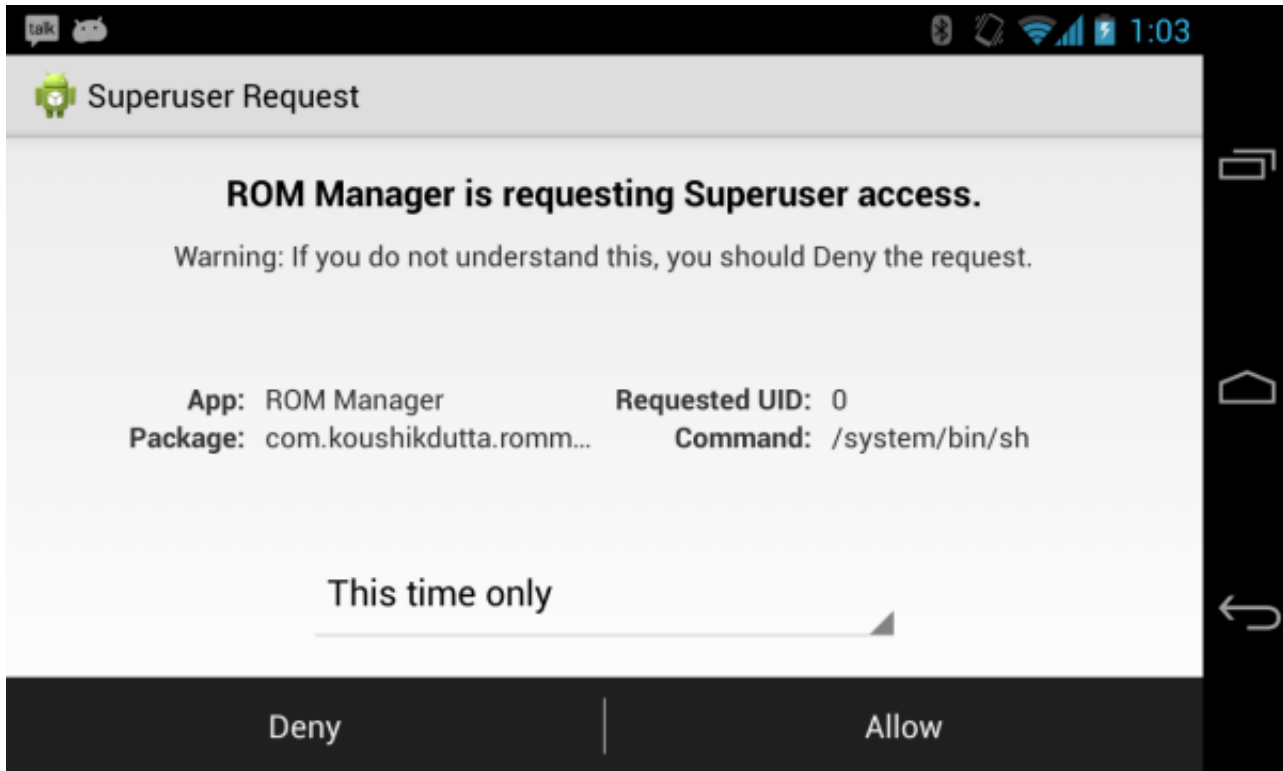 talk 1:03
Superuser Request
ROM Manager is requesting Superuser access.
Warning: If you do not understand this, you should Deny the request.
App: ROM Manager Requested UID: 0
Package: com.koushikdutta.romm... Command: /system/bin/sh
This time only
Deny Allow